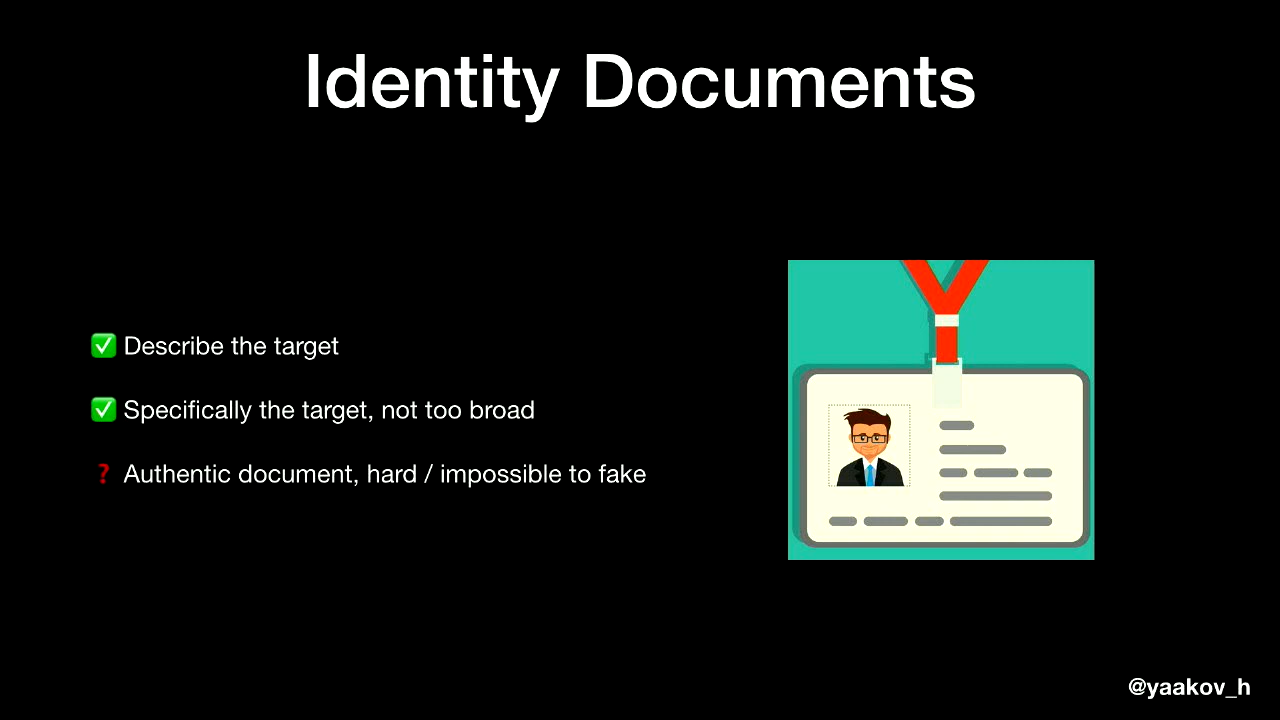 Identity Documents
✅ Describe the target
✅ Specifically the target, not too broad
❓ Authentic document, hard / impossible to fake
@yaakov_h